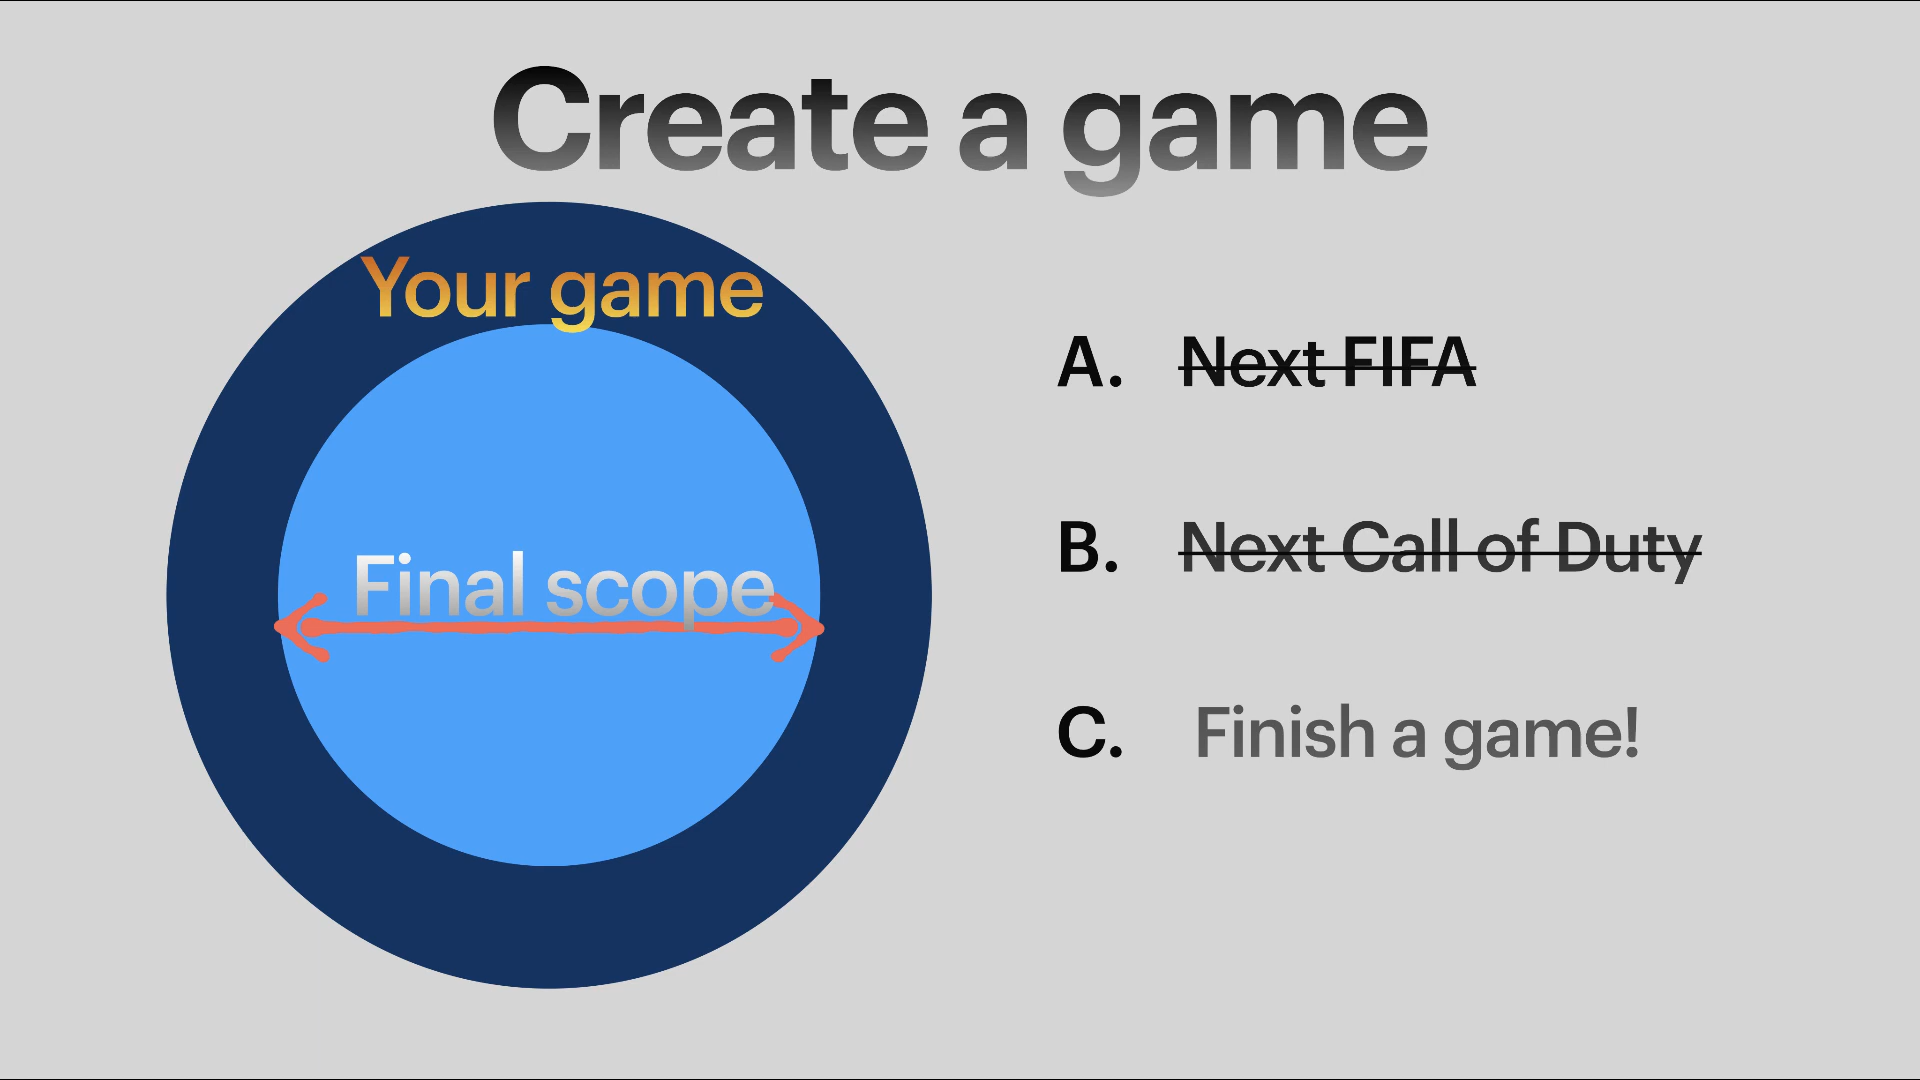 Create a game
Your game
Final scope
A. Next FIFA
B. Next Call of Duty
C. Finish a game!